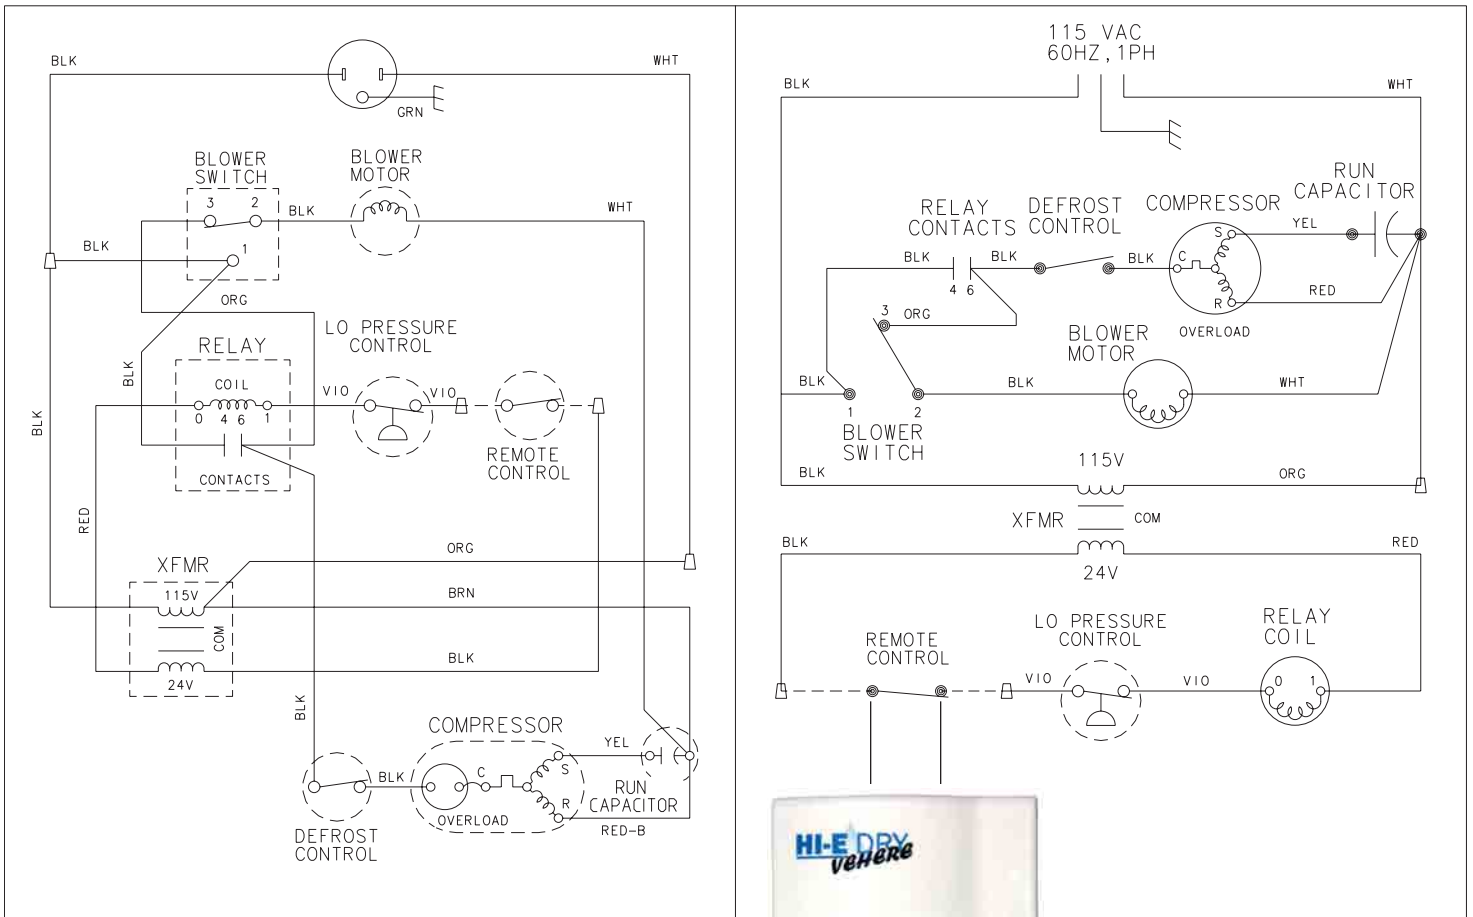 BLK
WHT
GRN
BLOWER
SWITCH
BLOWER
MOTOR
3 2
BLK
WHT
BLK
1
ORG
LO PRESSURE
CONTROL
RELAY
BLK
COIL
VIO
VIO
0 4 6 1
BLK
REMOTE
CONTROL
CONTACTS
RED
ORG
XFMR
115V
BRN
COM
BLK
24V
BLK
COMPRESSOR
YEL
BLK
C
S
R
OVERLOAD
RUN
CAPACITOR
RED-B
DEFROST
CONTROL
115 VAC
60HZ,1PH
BLK
WHT
RUN
CAPACITOR
RELAY
CONTACTS
DEFROST
CONTROL
COMPRESSOR
S
YEL
BLK
BLK
BLK
C
4 6
R
RED
3
ORG
OVERLOAD
BLOWER
MOTOR
BLK
BLK
WHT
1
2
BLOWER
SWITCH
115V
BLK
ORG
XFMR
COM
BLK
RED
24V
REMOTE
CONTROL
LO PRESSURE
CONTROL
RELAY
COIL
VIO
VIO
0 1
HI-E DRY
VEHERE